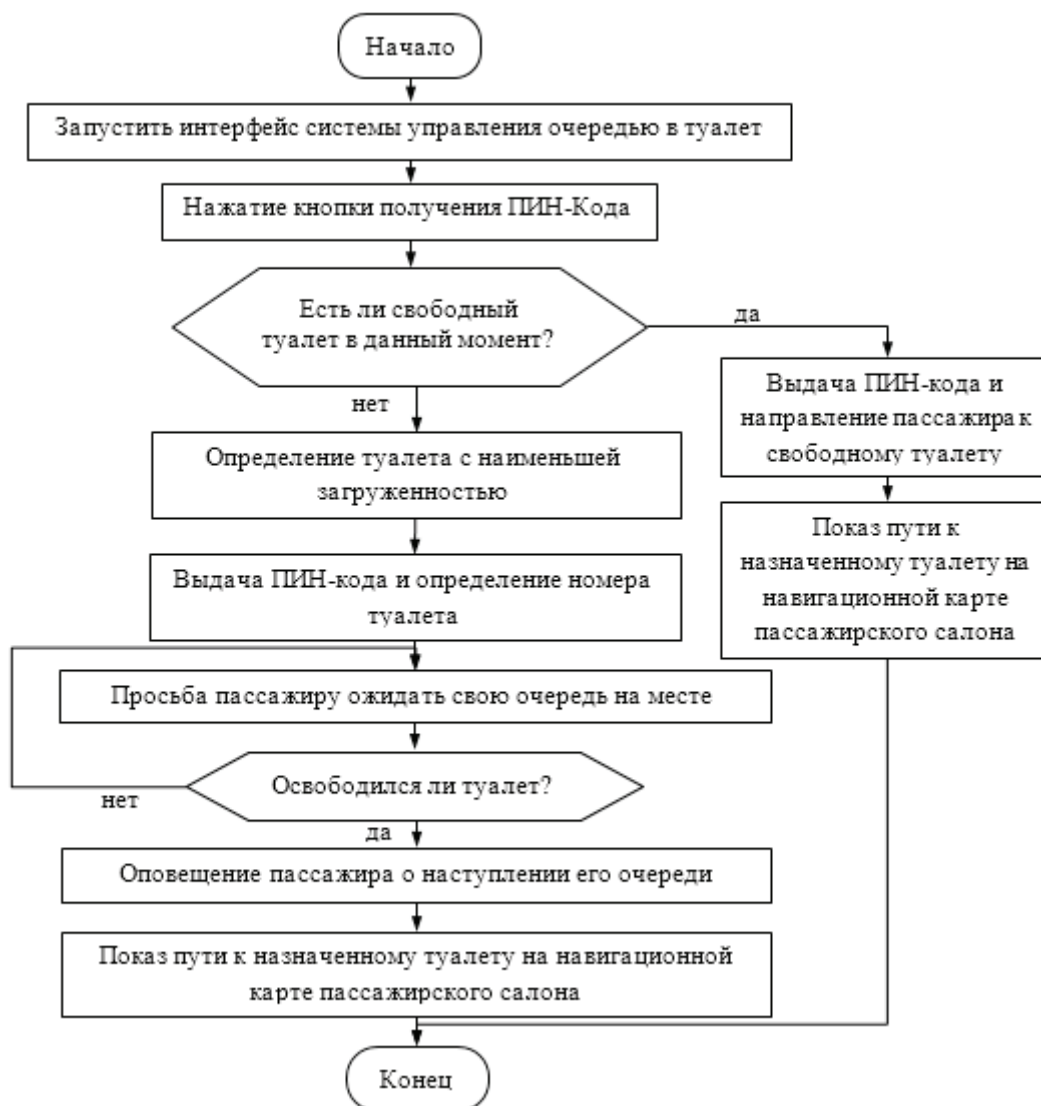 Начало
Запустить интерфейс системы управления очередью в туалет
Нажатие кнопки получения ПИН-Кода
Есть ли свободный
туалет в данный момент?
да
нет
Выдача ПИН-кода и
направление пассажира к
свободному туалету
Определение туалета с наименьшей
загруженностью
Показ пути к
назначенному туалету на
навигационной карте
пассажирского салона
Выдача ПИН-кода и определение номера
туалета
Просьба пассажиру ожидать свою очередь на месте
Освободился ли туалет?
нет
да
Оповещение пассажира о наступлении его очереди
Показ пути к назначенному туалету на навигационной
карте пассажирского салона
Конец